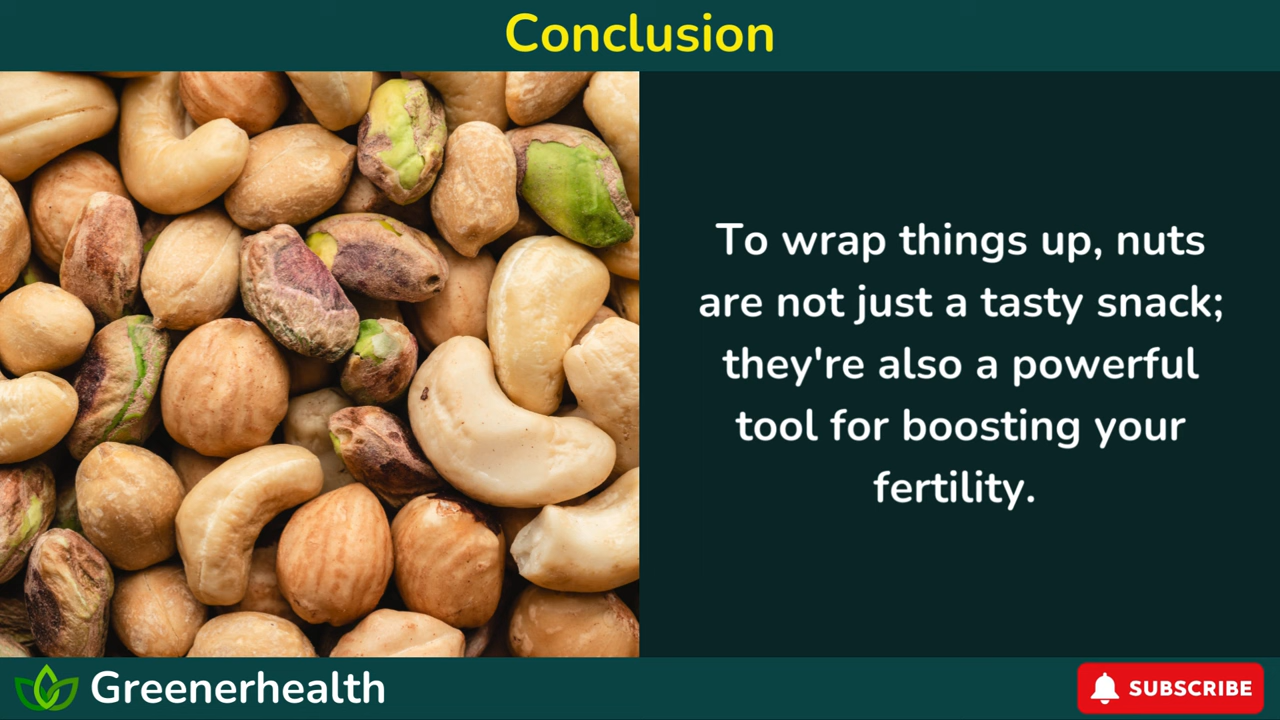 Conclusion
To wrap things up, nuts
are not just a tasty snack;
they're also a powerful
tool for boosting your
fertility.
Greenerhealth
SUBSCRIBE